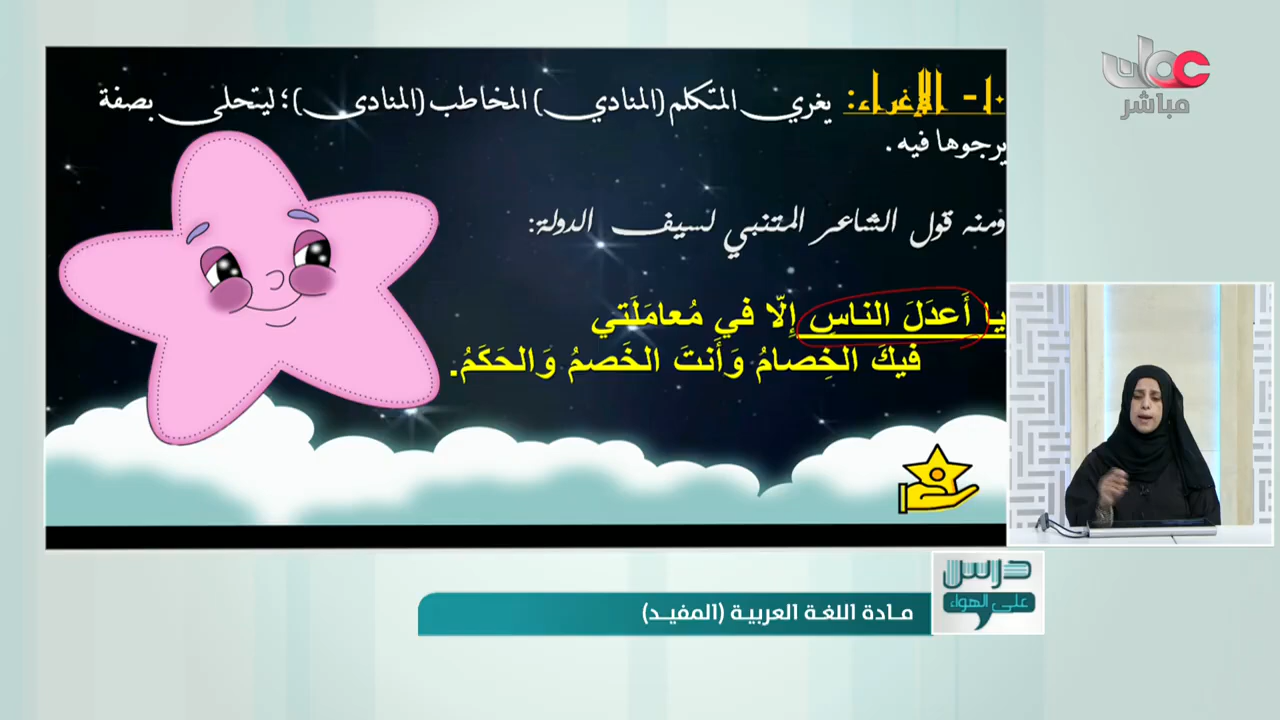 ١٠- الإغراء: يغري المتكلم (المنادي) المخاطب (المنادى)؛ ليتحلى بصفة
يرجوها فيه.
ومنه قول الشاعر المتنبي لسيف الدولة:
يا أَعدَلَ الناسِ إِلّا في مُعامَلَتي
فيكَ الخِصامُ وَأَنتَ الخَصمُ وَالحَكَمُ.
عمان
مباشر
درس
على الهواء
مادة اللغة العربية (المفيد)